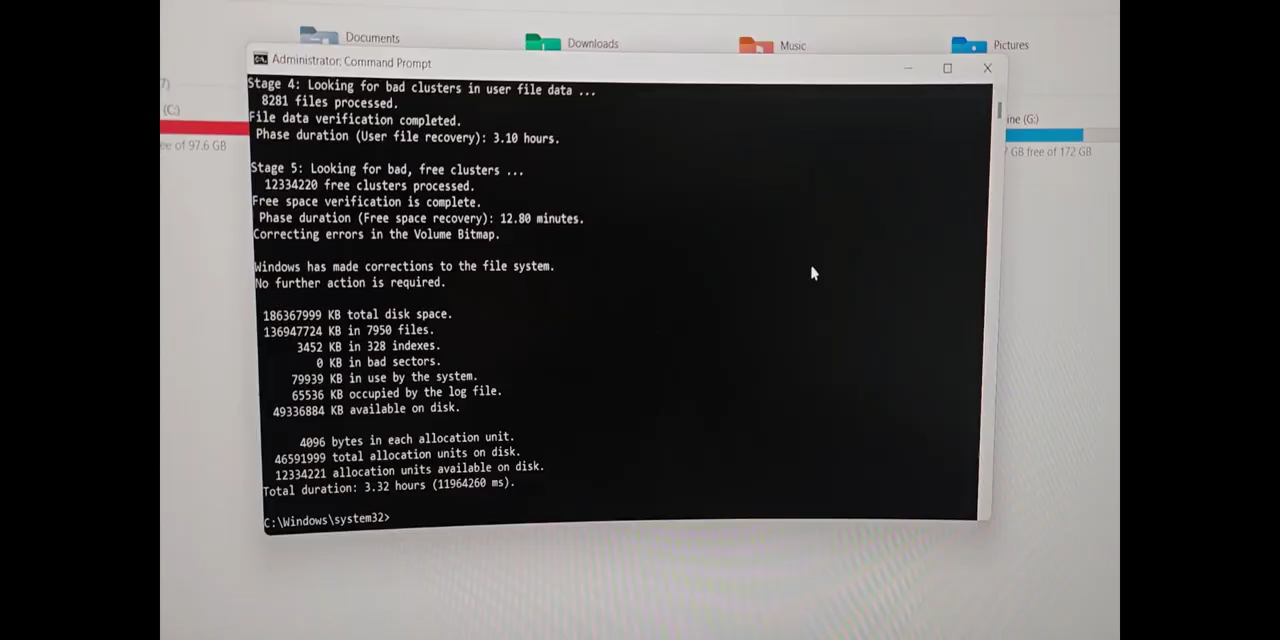 Documents
Downloads
Music
Pictures
Administrator: Command Prompt
(C:)
free of 97.6 GB
(G:)
GB free of 172 GB
Stage 4: Looking for bad clusters in user file data ...
8281 files processed.
File data verification completed.
Phase duration (User file recovery): 3.10 hours.
Stage 5: Looking for bad, free clusters ...
12334220 free clusters processed.
Free space verification is complete.
Phase duration (Free space recovery): 12.80 minutes.
Correcting errors in the Volume Bitmap.
Windows has made corrections to the file system.
No further action is required.
186367999 KB total disk space.
136947724 KB in 7950 files.
3452 KB in 328 indexes.
0 KB in bad sectors.
79939 KB in use by the system.
65536 KB occupied by the log file.
49336884 KB available on disk.
4096 bytes in each allocation unit.
46591999 total allocation units on disk.
12334221 allocation units available on disk.
Total duration: 3.32 hours (11964260 ms).
C:\Windows\system32>